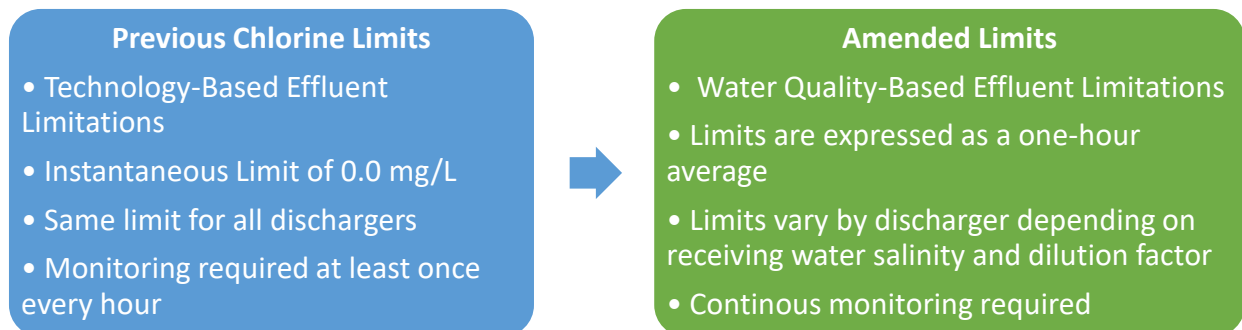 Previous Chlorine Limits
• Technology-Based Effluent
Limitations
• Instantaneous Limit of 0.0 mg/L
• Same limit for all dischargers
• Monitoring required at least once
every hour
Amended Limits
• Water Quality-Based Effluent Limitations
• Limits are expressed as a one-hour
average
• Limits vary by discharger depending on
receiving water salinity and dilution factor
• Continous monitoring required